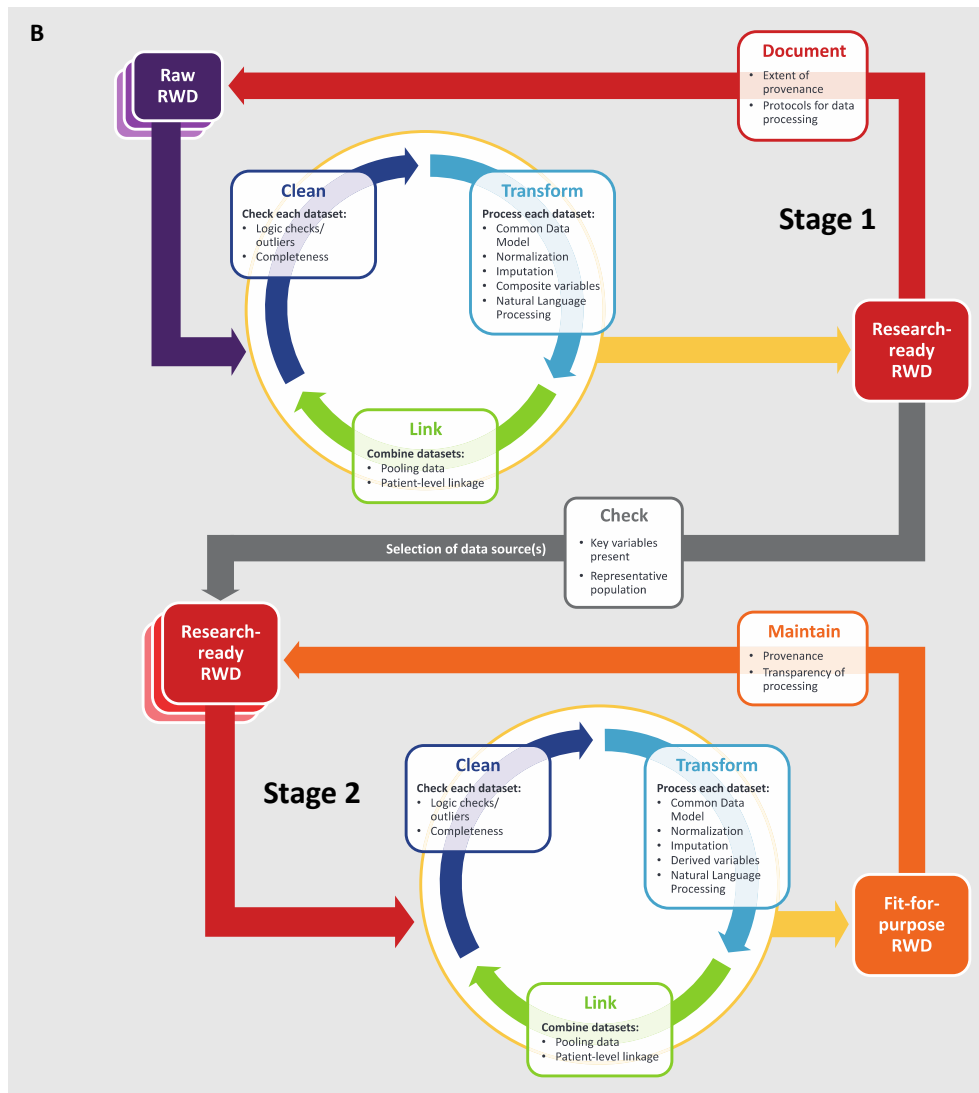 B
Raw
RWD
Document
• Extent of
provenance
• Protocols for data
processing
Clean
Check each dataset:
• Logic checks/
outliers
• Completeness
Transform
Process each dataset:
• Common Data
Model
• Normalization
• Imputation
• Composite variables
• Natural Language
Processing
Stage 1
Research-
ready
RWD
Link
Combine datasets:
• Pooling data
• Patient-level linkage
Check
• Key variables
present
• Representative
population
Selection of data source(s)
Research-
ready
RWD
Maintain
• Provenance
• Transparency of
processing
Stage 2
Clean
Check each dataset:
• Logic checks/
outliers
• Completeness
Transform
Process each dataset:
• Common Data
Model
• Normalization
• Imputation
• Derived variables
• Natural Language
Processing
Fit-for-
purpose
RWD
Link
Combine datasets:
• Pooling data
• Patient-level linkage